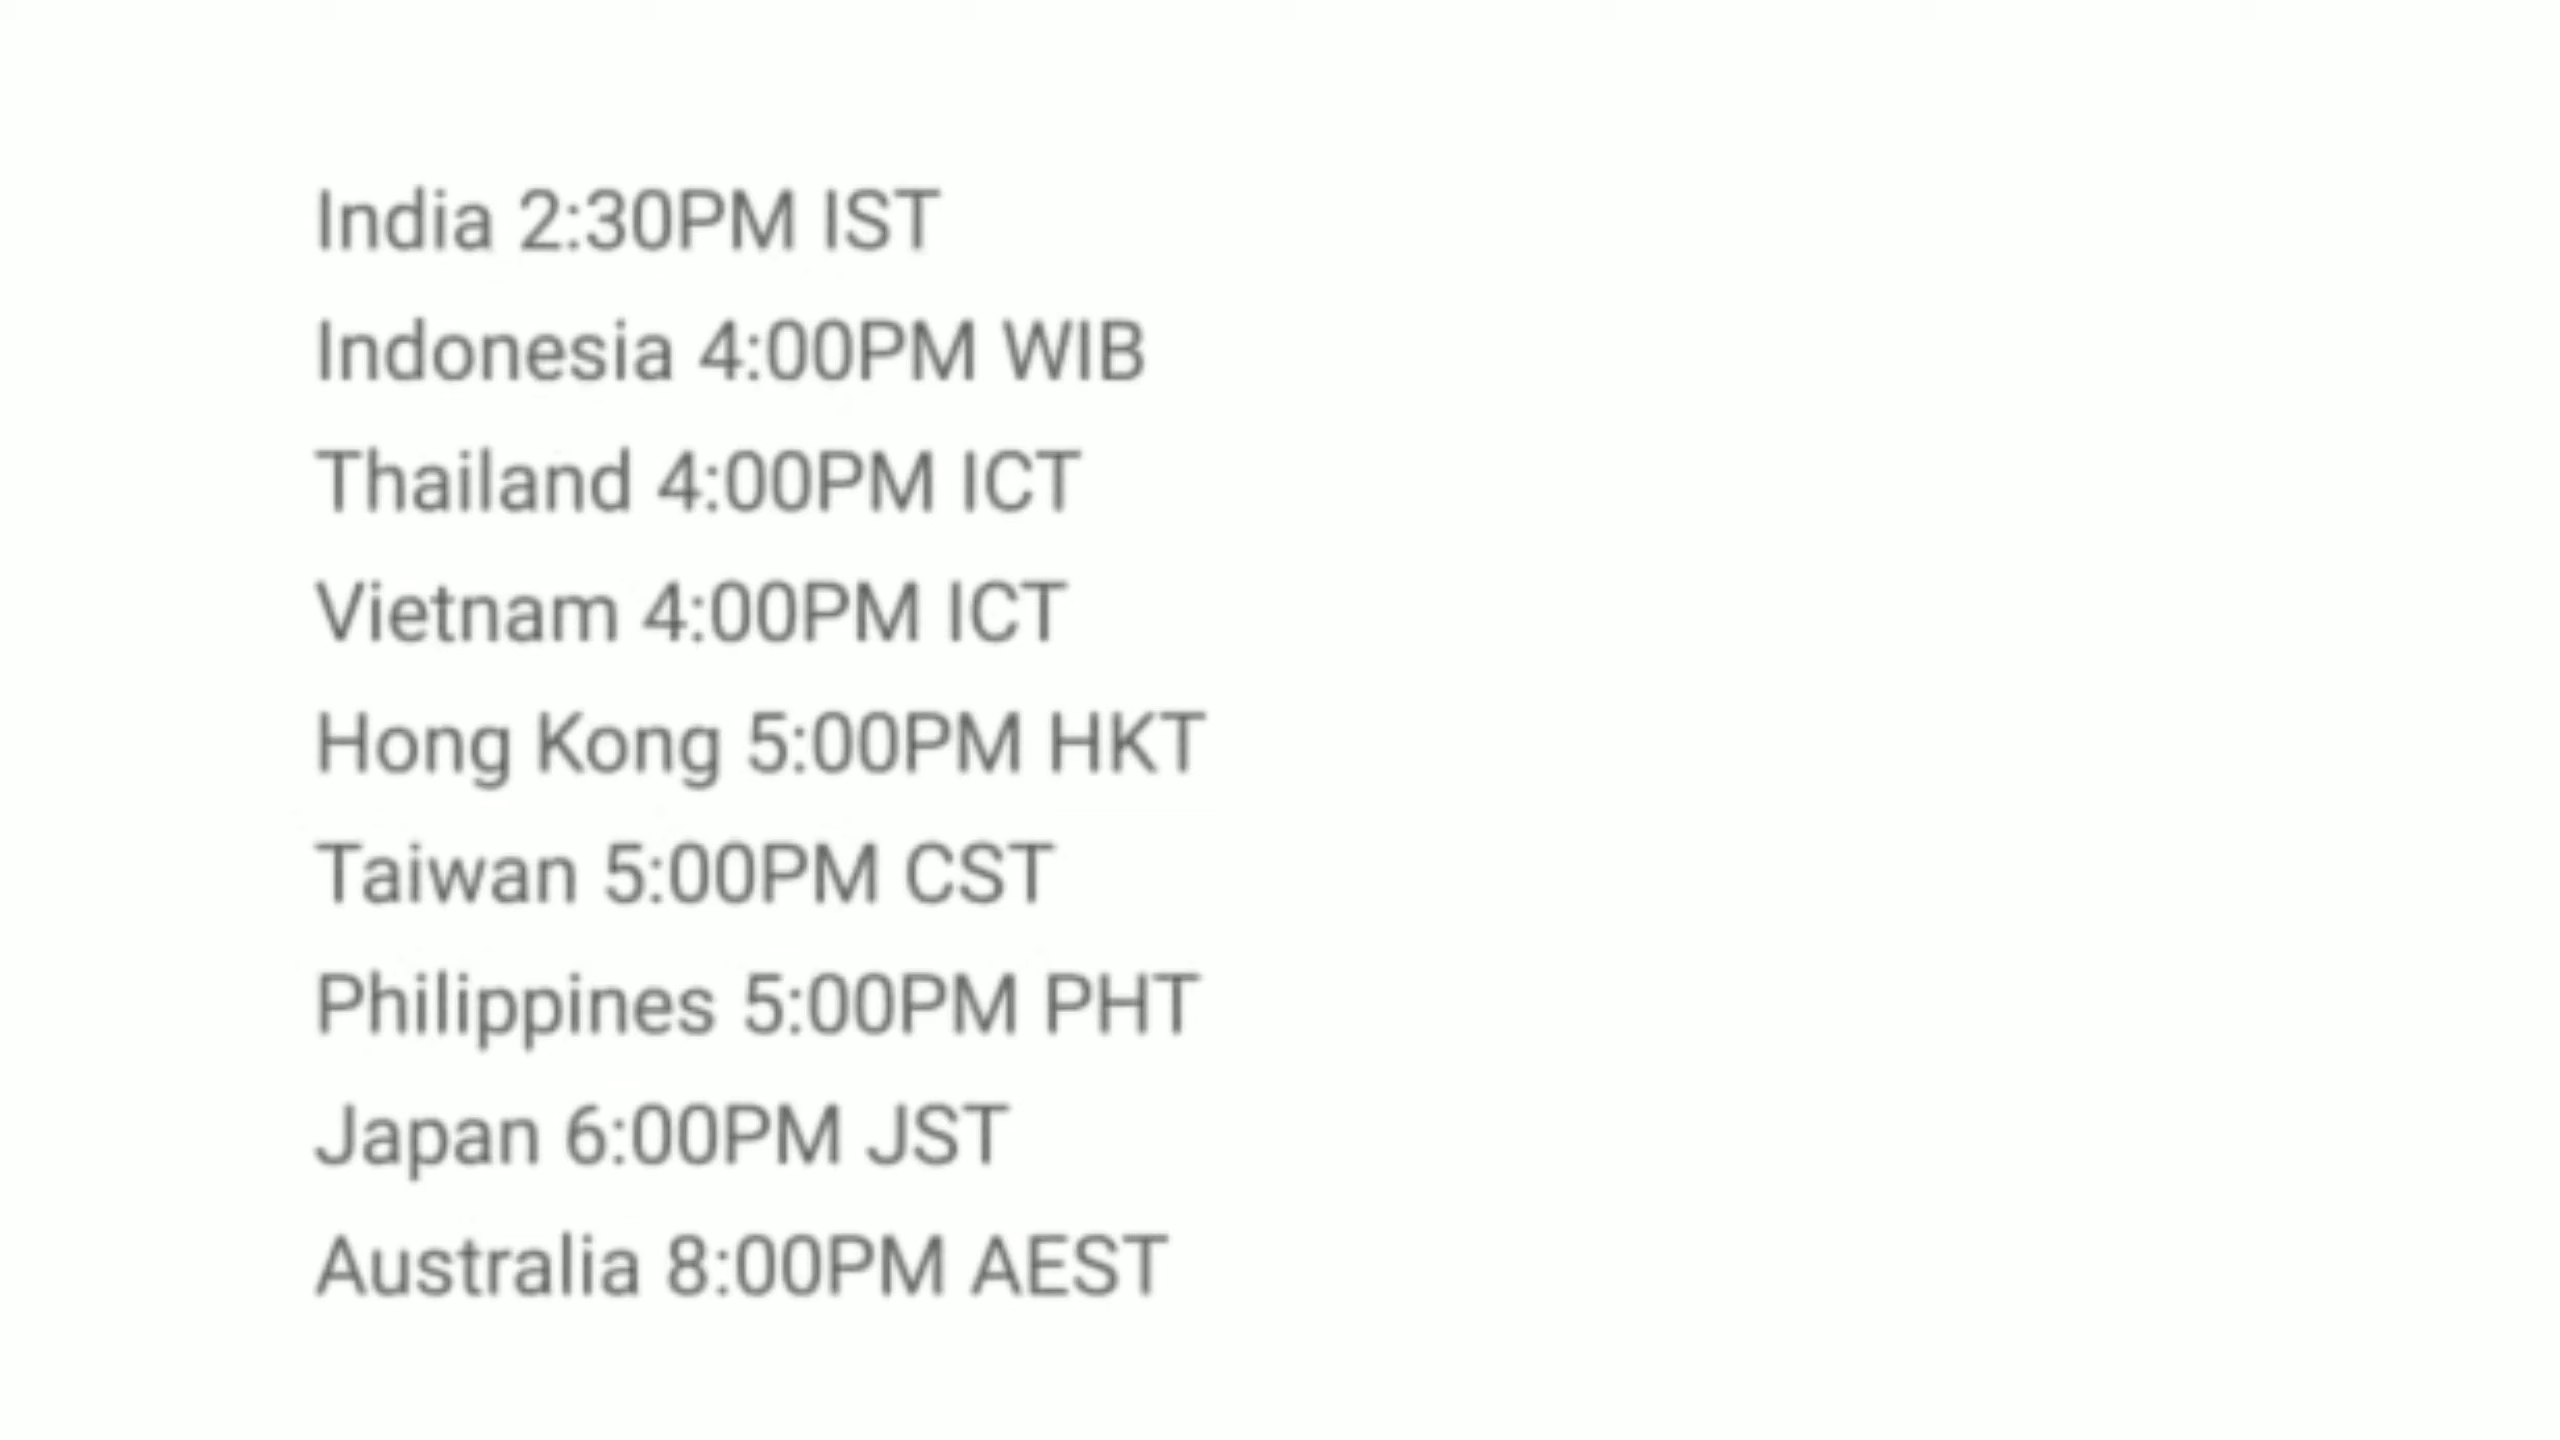 India 2:30PM IST
Indonesia 4:00PM WIB
Thailand 4:00PM ICT
Vietnam 4:00PM ICT
Hong Kong 5:00PM HKT
Taiwan 5:00PM CST
Philippines 5:00PM PHT
Japan 6:00PM JST
Australia 8:00PM AEST